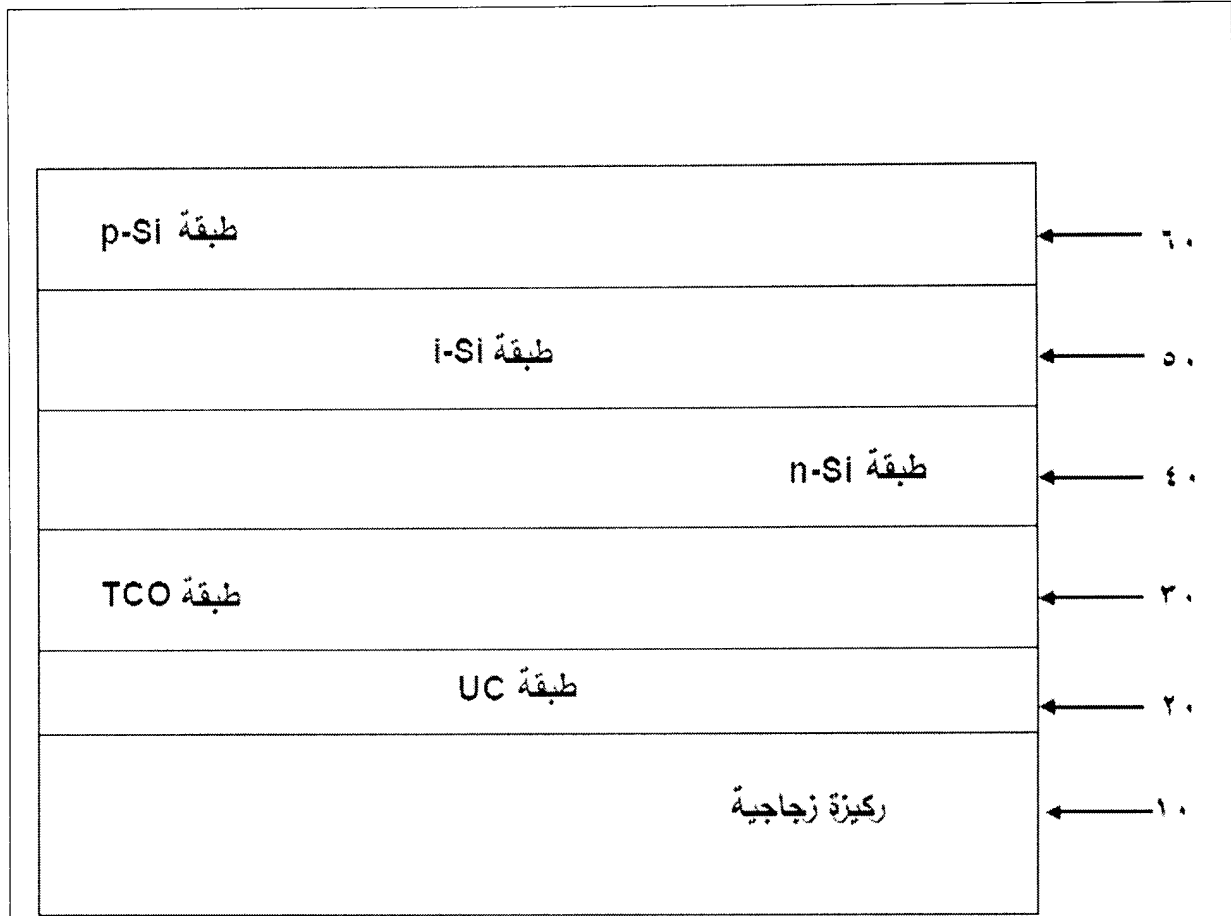 طبقة p-Si ٦٠
طبقة i-Si ٥٠
طبقة n-Si ٤٠
طبقة TCO ٣٠
طبقة UC ٢٠
ركيزة زجاجية ١٠